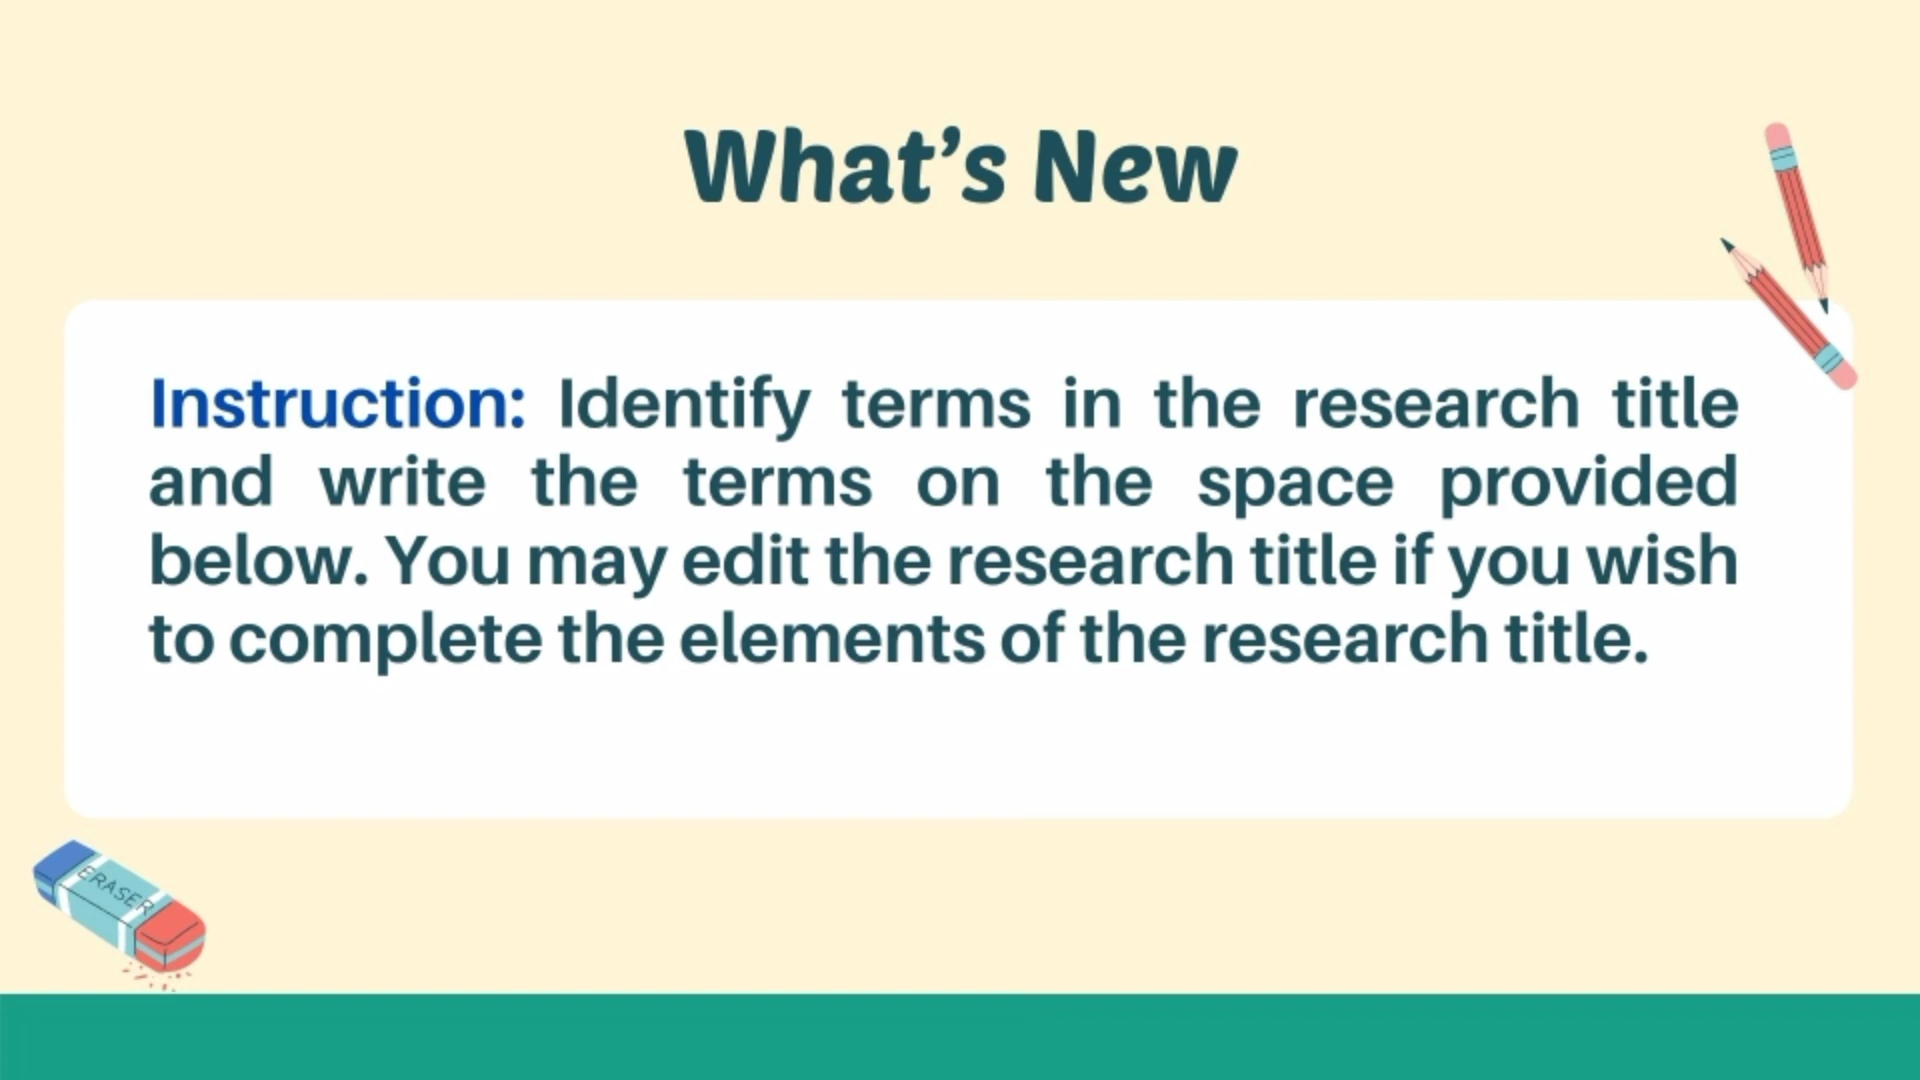 What's New
Instruction: Identify terms in the research title
and write the terms on the space provided
below. You may edit the research title if you wish
to complete the elements of the research title.
ERASER